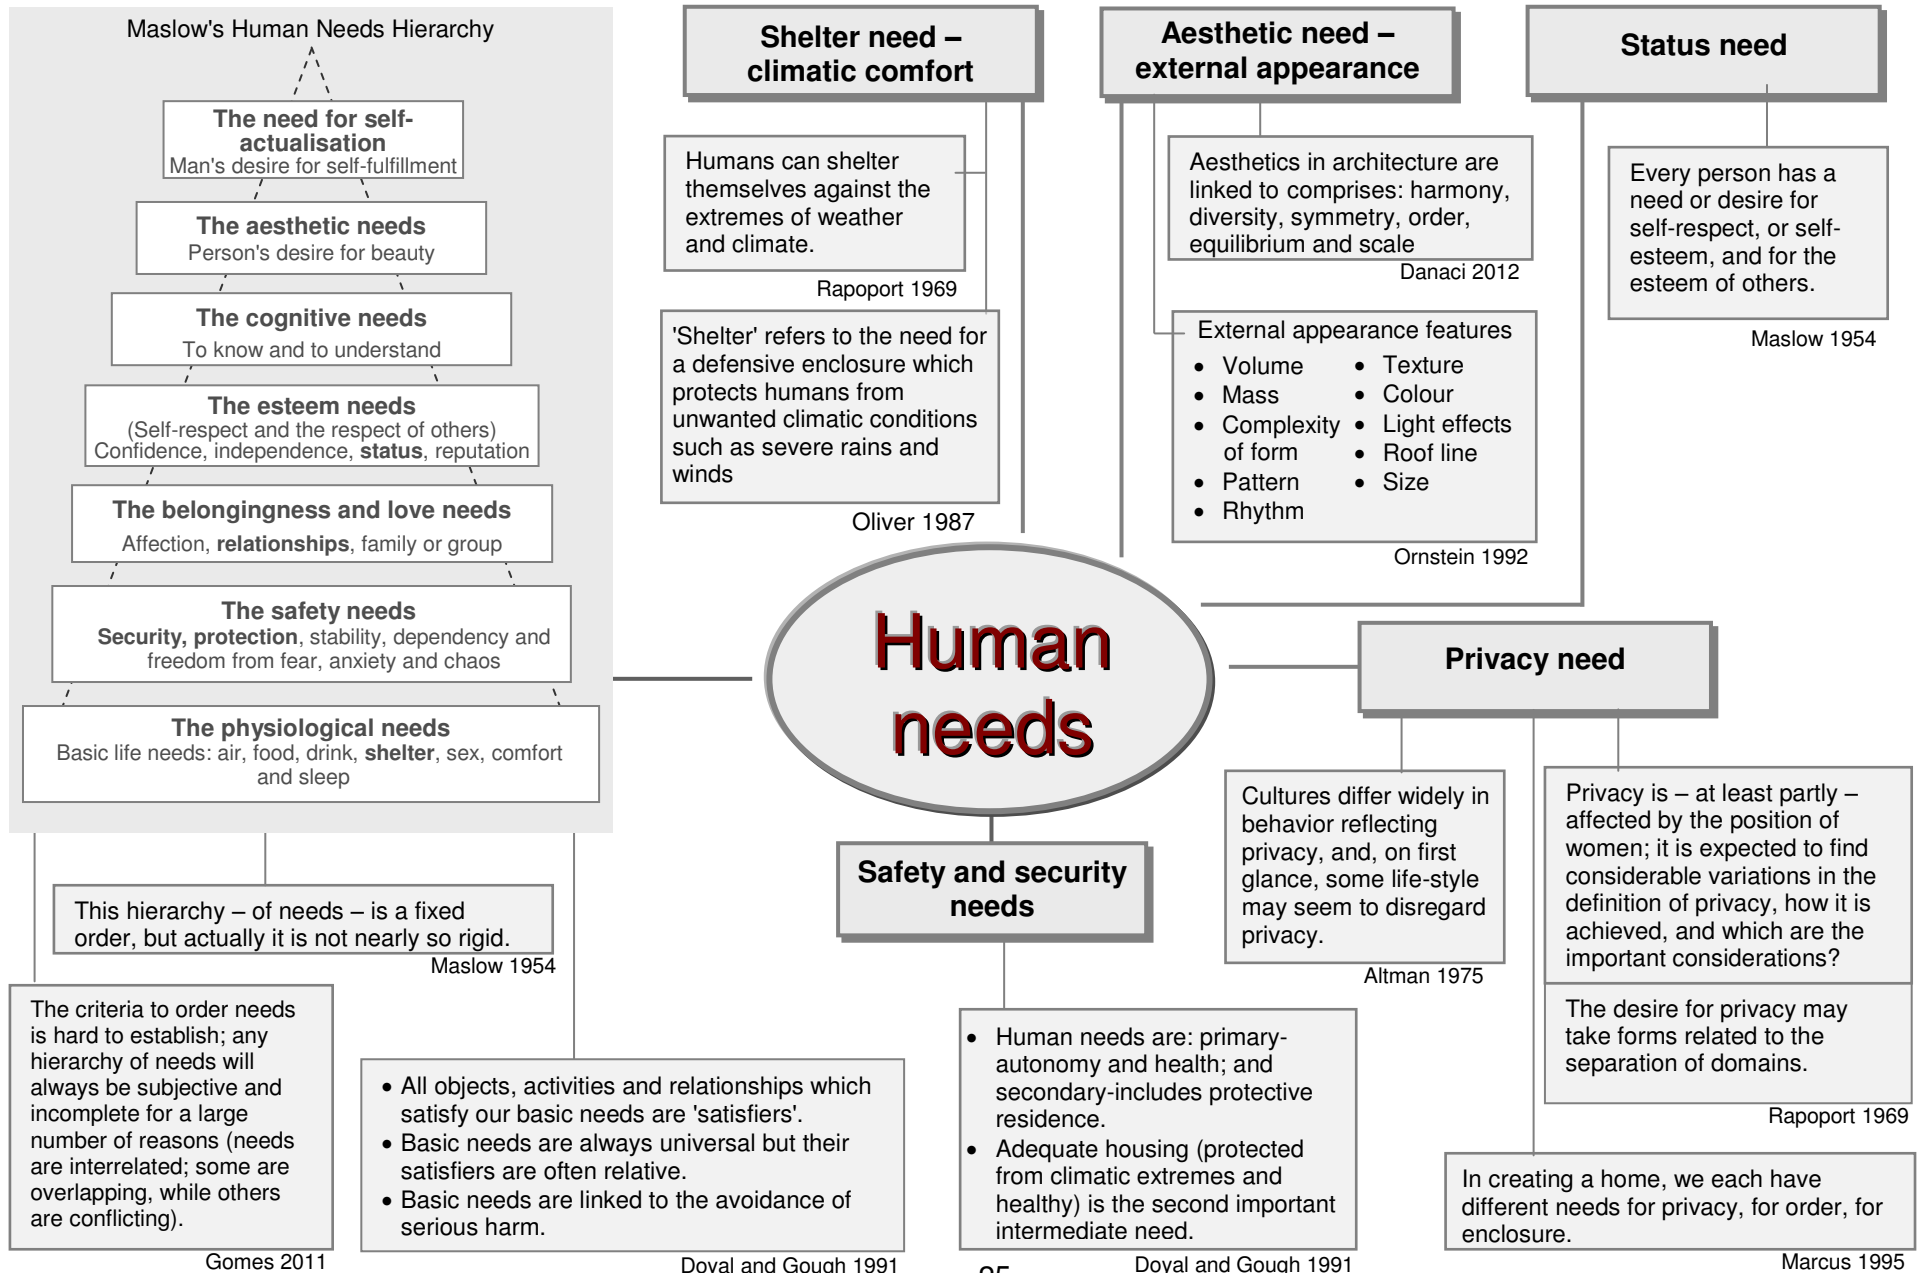 Maslow's Human Needs Hierarchy
The need for self-
actualisation
Man's desire for self-fulfillment
The aesthetic needs
Person's desire for beauty
The cognitive needs
To know and to understand
The esteem needs
(Self-respect and the respect of others)
Confidence, independence, status, reputation
The belongingness and love needs
Affection, relationships, family or group
The safety needs
Security, protection, stability, dependency and
freedom from fear, anxiety and chaos
The physiological needs
Basic life needs: air, food, drink, shelter, sex, comfort
and sleep
This hierarchy – of needs – is a fixed
order, but actually it is not nearly so rigid.
Maslow 1954
The criteria to order needs
is hard to establish; any
hierarchy of needs will
always be subjective and
incomplete for a large
number of reasons (needs
are interrelated; some are
overlapping, while others
are conflicting).
Gomes 2011
• All objects, activities and relationships which
satisfy our basic needs are 'satisfiers'.
• Basic needs are always universal but their
satisfiers are often relative.
• Basic needs are linked to the avoidance of
serious harm.
Doyal and Gough 1991
Shelter need –
climatic comfort
Humans can shelter
themselves against the
extremes of weather
and climate.
Rapoport 1969
'Shelter' refers to the need for
a defensive enclosure which
protects humans from
unwanted climatic conditions
such as severe rains and
winds
Oliver 1987
Aesthetic need –
external appearance
Aesthetics in architecture are
linked to comprises: harmony,
diversity, symmetry, order,
equilibrium and scale
Danaci 2012
External appearance features
• Volume
• Mass
• Complexity
of form
• Pattern
• Rhythm
• Texture
• Colour
• Light effects
• Roof line
• Size
Ornstein 1992
Status need
Every person has a
need or desire for
self-respect, or self-
esteem, and for the
esteem of others.
Maslow 1954
Human
needs
Privacy need
Cultures differ widely in
behavior reflecting
privacy, and, on first
glance, some life-style
may seem to disregard
privacy.
Altman 1975
Privacy is – at least partly –
affected by the position of
women; it is expected to find
considerable variations in the
definition of privacy, how it is
achieved, and which are the
important considerations?
The desire for privacy may
take forms related to the
separation of domains.
Rapoport 1969
In creating a home, we each have
different needs for privacy, for order, for
enclosure.
Marcus 1995
Safety and security
needs
• Human needs are: primary-
autonomy and health; and
secondary-includes protective
residence.
• Adequate housing (protected
from climatic extremes and
healthy) is the second important
intermediate need.
Doyal and Gough 1991